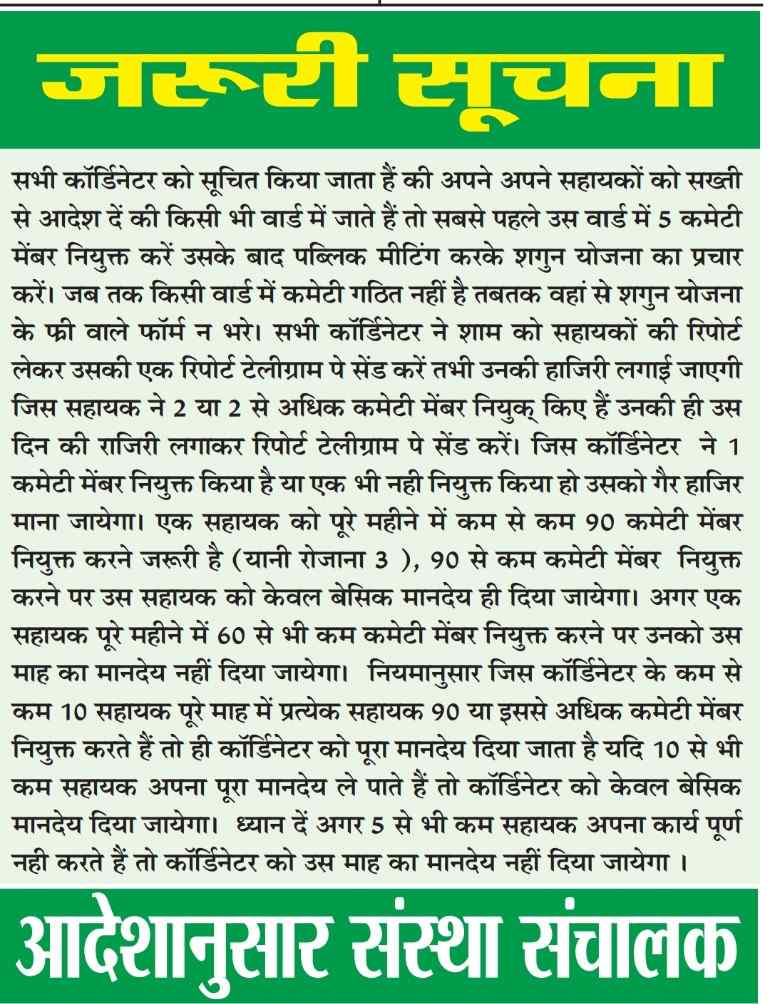 जरूरी सूचना
सभी कॉर्डिनेटर को सूचित किया जाता हैं की अपने अपने सहायकों को सख्ती
से आदेश दें की किसी भी वार्ड में जाते हैं तो सबसे पहले उस वार्ड में 5 कमेटी
मेंबर नियुक्त करें उसके बाद पब्लिक मीटिंग करके शगुन योजना का प्रचार
करें। जब तक किसी वार्ड में कमेटी गठित नहीं है तबतक वहां से शगुन योजना
के फ्री वाले फॉर्म न भरे। सभी कॉर्डिनेटर ने शाम को सहायकों की रिपोर्ट
लेकर उसकी एक रिपोर्ट टेलीग्राम पे सेंड करें तभी उनकी हाजिरी लगाई जाएगी
जिस सहायक ने 2 या 2 से अधिक कमेटी मेंबर नियुक् किए हैं उनकी ही उस
दिन की राजिरी लगाकर रिपोर्ट टेलीग्राम पे सेंड करें। जिस कॉर्डिनेटर ने 1
कमेटी मेंबर नियुक्त किया है या एक भी नही नियुक्त किया हो उसको गैर हाजिर
माना जायेगा। एक सहायक को पूरे महीने में कम से कम 90 कमेटी मेंबर
नियुक्त करने जरूरी है (यानी रोजाना 3 ), 90 से कम कमेटी मेंबर नियुक्त
करने पर उस सहायक को केवल बेसिक मानदेय ही दिया जायेगा। अगर एक
सहायक पूरे महीने में 60 से भी कम कमेटी मेंबर नियुक्त करने पर उनको उस
माह का मानदेय नहीं दिया जायेगा। नियमानुसार जिस कॉर्डिनेटर के कम से
कम 10 सहायक पूरे माह में प्रत्येक सहायक 90 या इससे अधिक कमेटी मेंबर
नियुक्त करते हैं तो ही कॉर्डिनेटर को पूरा मानदेय दिया जाता है यदि 10 से भी
कम सहायक अपना पूरा मानदेय ले पाते हैं तो कॉर्डिनेटर को केवल बेसिक
मानदेय दिया जायेगा। ध्यान दें अगर 5 से भी कम सहायक अपना कार्य पूर्ण
नही करते हैं तो कॉर्डिनेटर को उस माह का मानदेय नहीं दिया जायेगा ।
आदेशानुसार संस्था संचालक